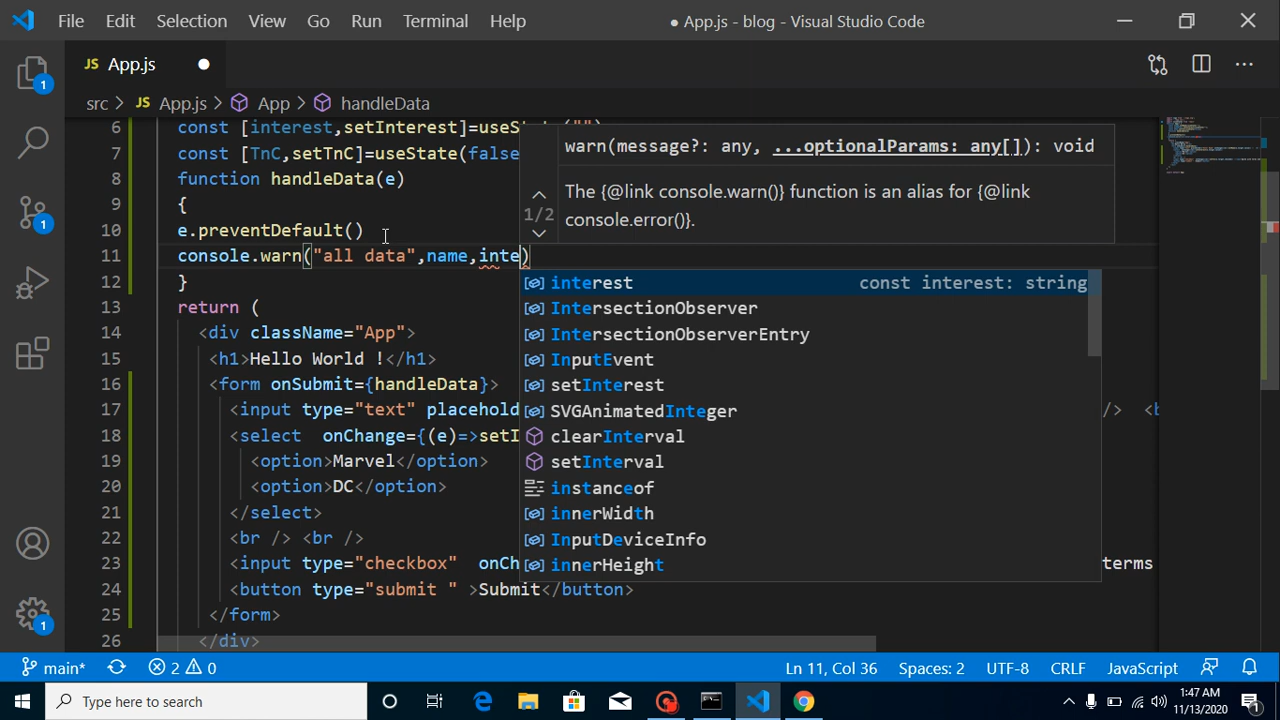 File Edit Selection View Go Run Terminal Help ● App.js - blog - Visual Studio Code
JS App.js
src > JS App.js > App > handleData
6 const [interest,setInterest]=useSt ("")
7 const [TnC,setTnC]=useState(false
8 function handleData(e)
9 {
10 e.preventDefault()
11 console.warn("all data",name,inte)
12 }
13 return (
14 <div className="App">
15 <h1>Hello World !</h1>
16 <form onSubmit={handleData}>
17 <input type="text" placehold /> <b
18 <select onChange={(e)=>setI
19 <option>Marvel</option>
20 <option>DC</option>
21 </select>
22 <br /> <br />
23 <input type="checkbox" onCh terms
24 <button type="submit " >Submit</button>
25 </form>
26 </div>
warn(message?: any, ...optionalParams: any[]): void
1/2
The {@link console.warn()} function is an alias for {@link
console.error()}.
interest const interest: string
IntersectionObserver
IntersectionObserverEntry
InputEvent
setInterest
SVGAnimatedInteger
clearInterval
setInterval
instanceof
innerWidth
InputDeviceInfo
innerHeight
1
1
1
main* 2 0 Ln 11, Col 36 Spaces: 2 UTF-8 CRLF JavaScript
Type here to search
1:47 AM
11/13/2020
1